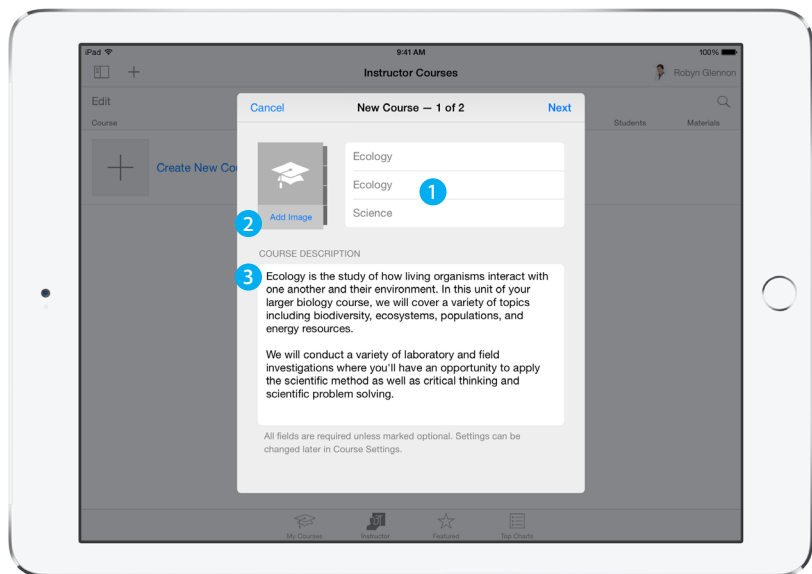 iPad 9:41 AM 100%
Instructor Courses Robyn Glennon
Edit
Course Students Materials
Create New Cou
Cancel New Course — 1 of 2 Next
Ecology
Ecology
Science
1
Add Image
2
COURSE DESCRIPTION
3
Ecology is the study of how living organisms interact with
one another and their environment. In this unit of your
larger biology course, we will cover a variety of topics
including biodiversity, ecosystems, populations, and
energy resources.
We will conduct a variety of laboratory and field
investigations where you'll have an opportunity to apply
the scientific method as well as critical thinking and
scientific problem solving.
All fields are required unless marked optional. Settings can be
changed later in Course Settings.
My Courses Instructor Featured Top Charts